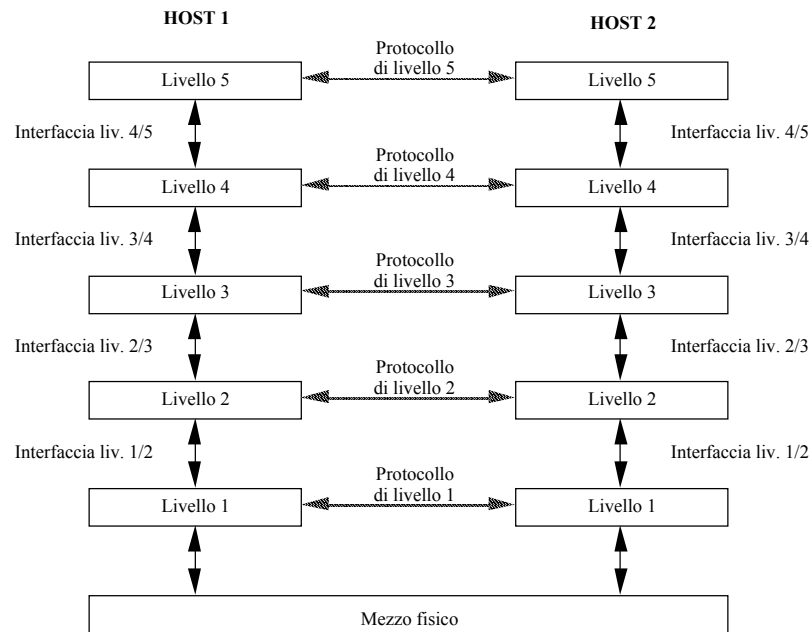 HOST 1
HOST 2
Protocollo
di livello 5
Livello 5
Livello 5
Interfaccia liv. 4/5
Interfaccia liv. 4/5
Protocollo
di livello 4
Livello 4
Livello 4
Interfaccia liv. 3/4
Interfaccia liv. 3/4
Protocollo
di livello 3
Livello 3
Livello 3
Interfaccia liv. 2/3
Interfaccia liv. 2/3
Protocollo
di livello 2
Livello 2
Livello 2
Interfaccia liv. 1/2
Interfaccia liv. 1/2
Protocollo
di livello 1
Livello 1
Livello 1
Mezzo fisico